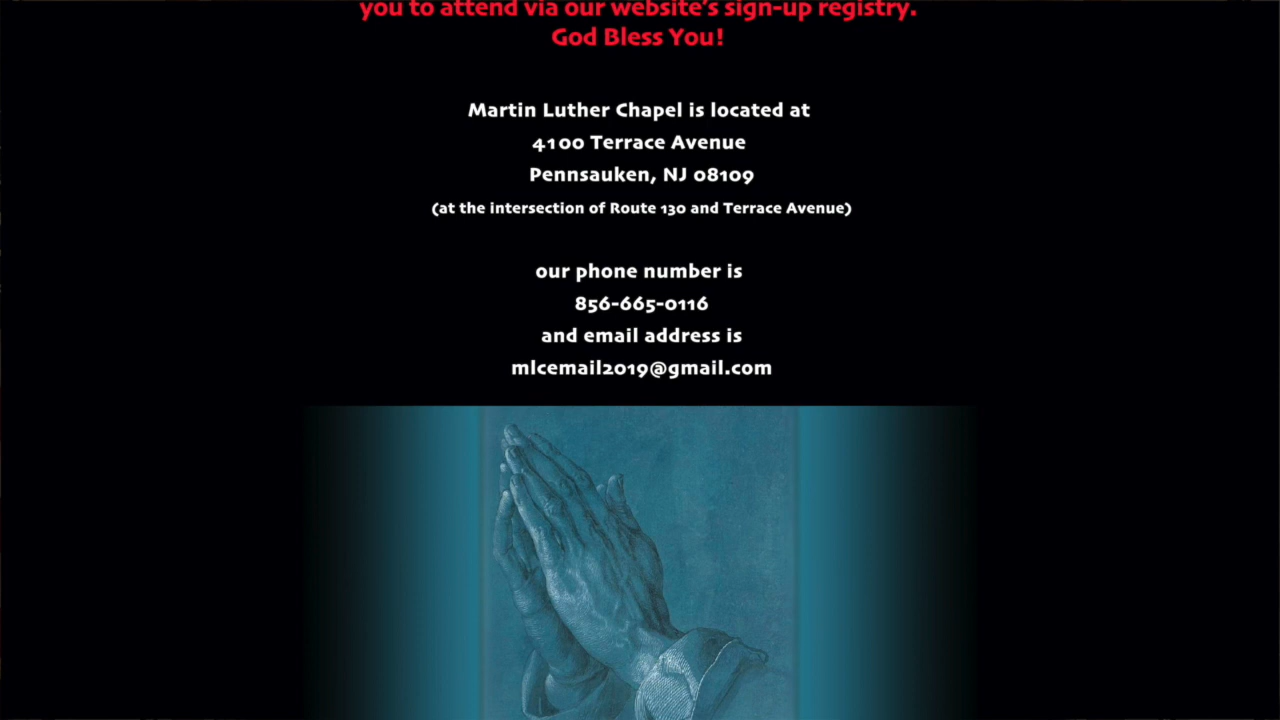 you to attend via our website's sign-up registry.
God Bless You!
Martin Luther Chapel is located at
4100 Terrace Avenue
Pennsauken, NJ 08109
(at the intersection of Route 130 and Terrace Avenue)
our phone number is
856-665-0116
and email address is
mlcemail2019@gmail.com